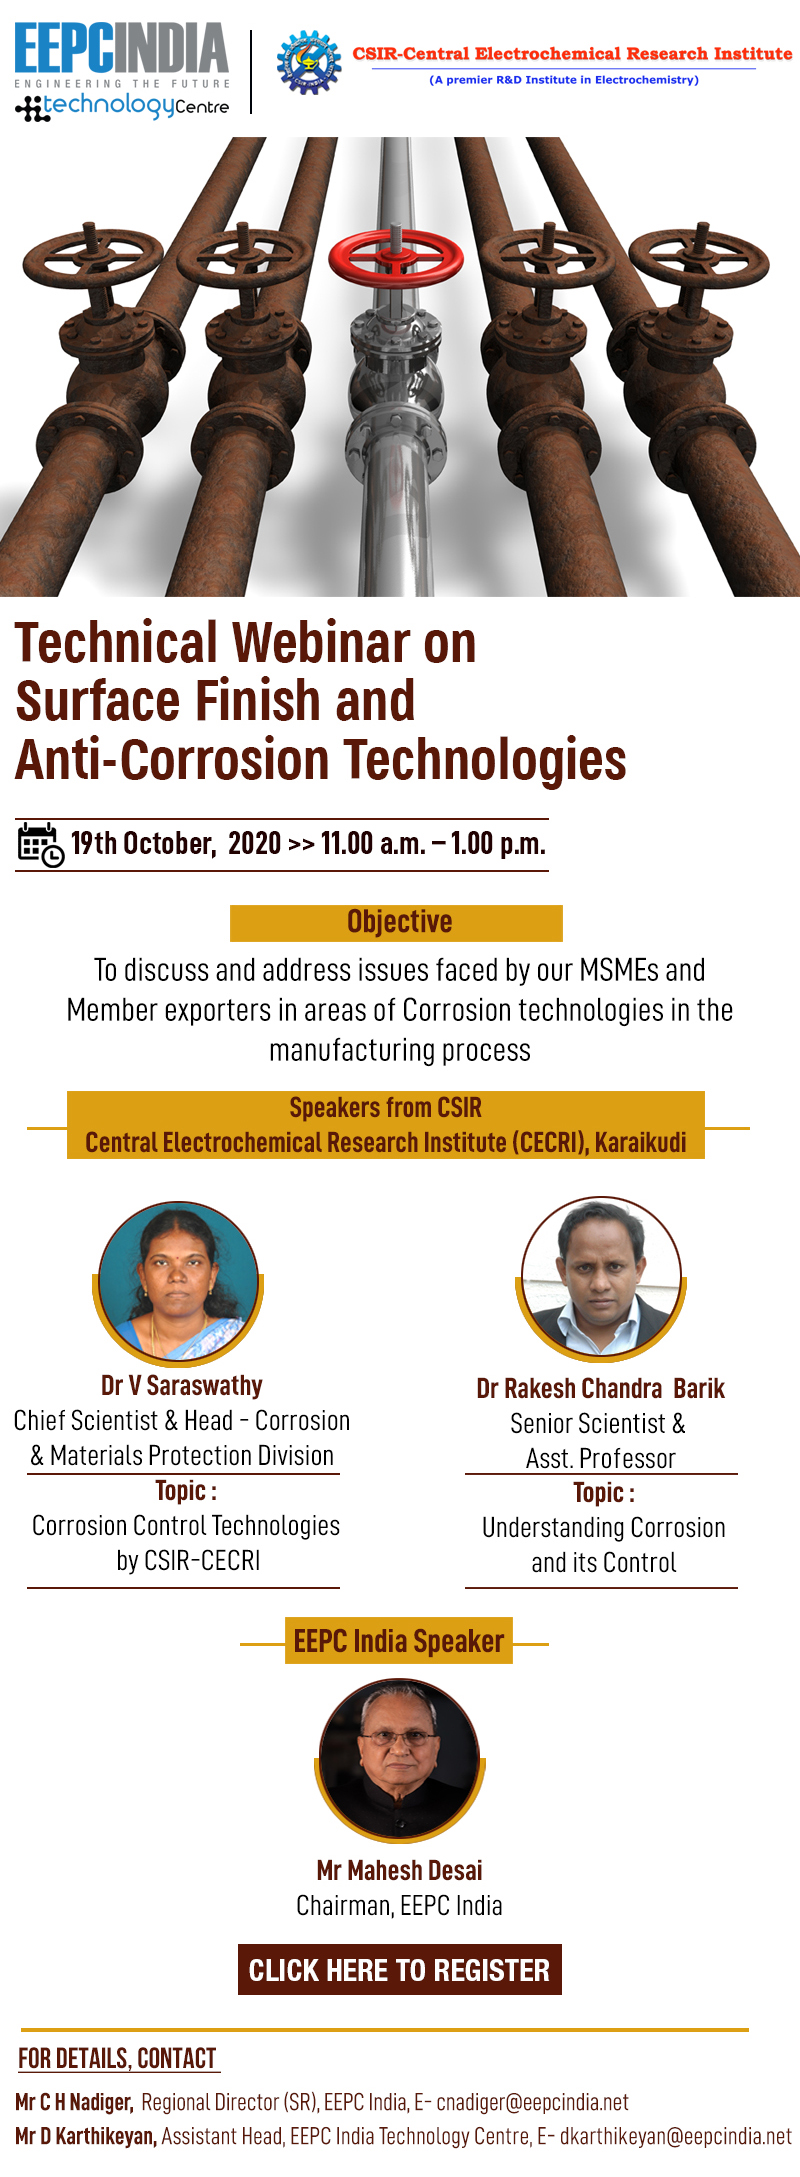 EEPCINDIA
ENGINEERING THE FUTURE
technologyCentre
CSIR-Central Electrochemical Research Institute
(A premier R&D Institute in Electrochemistry)
Technical Webinar on
Surface Finish and
Anti-Corrosion Technologies
19th October, 2020 >> 11.00 a.m. – 1.00 p.m.
Objective
To discuss and address issues faced by our MSMEs and
Member exporters in areas of Corrosion technologies in the
manufacturing process
Speakers from CSIR
Central Electrochemical Research Institute (CECRI), Karaikudi
Dr V Saraswathy
Chief Scientist & Head - Corrosion
& Materials Protection Division
Topic :
Corrosion Control Technologies
by CSIR-CECRI
Dr Rakesh Chandra Barik
Senior Scientist &
Asst. Professor
Topic :
Understanding Corrosion
and its Control
EEPC India Speaker
Mr Mahesh Desai
Chairman, EEPC India
CLICK HERE TO REGISTER
FOR DETAILS, CONTACT
Mr C H Nadiger, Regional Director (SR), EEPC India, E- cnadiger@eepcindia.net
Mr D Karthikeyan, Assistant Head, EEPC India Technology Centre, E- dkarthikeyan@eepcindia.net